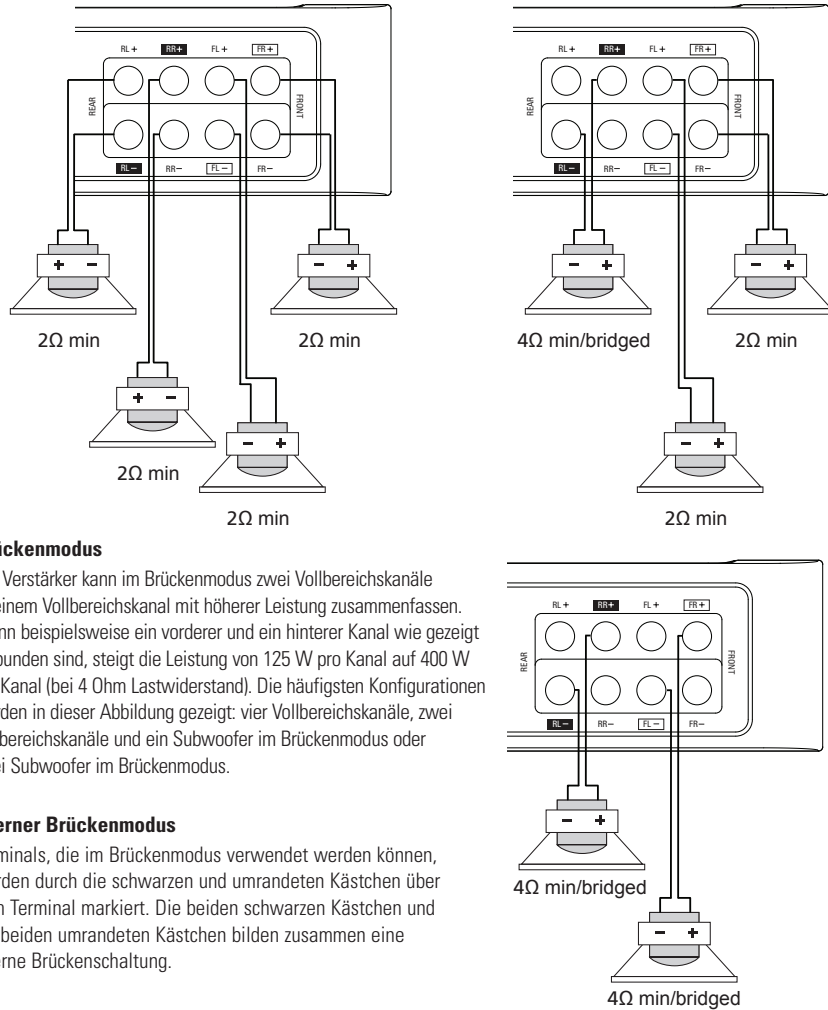 RL + RR+ FL + FR +
REAR
FRONT
RL – RR– FL – FR–
+ –
– +
2Ω min
2Ω min
+ –
2Ω min
– +
2Ω min
RL + RR+ FL + FR +
REAR
FRONT
RL – RR– FL – FR–
– +
– +
4Ω min/bridged
2Ω min
– +
2Ω min
ückenmodus
Verstärker kann im Brückenmodus zwei Vollbereichskanäle
einem Vollbereichskanal mit höherer Leistung zusammenfassen.
nn beispielsweise ein vorderer und ein hinterer Kanal wie gezeigt
bunden sind, steigt die Leistung von 125 W pro Kanal auf 400 W
Kanal (bei 4 Ohm Lastwiderstand). Die häufigsten Konfigurationen
rden in dieser Abbildung gezeigt: vier Vollbereichskanäle, zwei
bereichskanäle und ein Subwoofer im Brückenmodus oder
ei Subwoofer im Brückenmodus.
erner Brückenmodus
minals, die im Brückenmodus verwendet werden können,
rden durch die schwarzen und umrandeten Kästchen über
n Terminal markiert. Die beiden schwarzen Kästchen und
beiden umrandeten Kästchen bilden zusammen eine
erne Brückenschaltung.
RL + RR+ FL + FR +
REAR
FRONT
RL – RR– FL – FR–
– +
4Ω min/bridged
– +
4Ω min/bridged